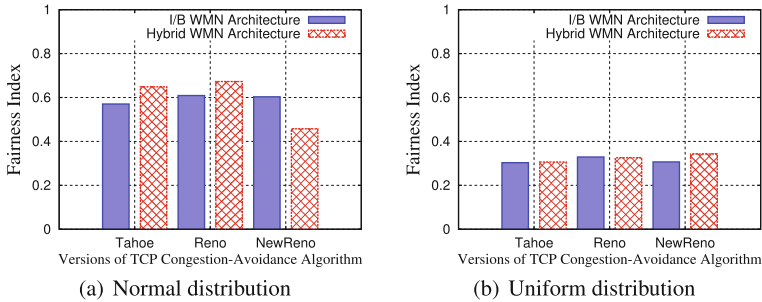 1
0.8
0.6
0.4
0.2
0
Fairness Index
I/B WMN Architecture
Hybrid WMN Architecture
Tahoe Reno NewReno
Versions of TCP Congestion-Avoidance Algorithm
(a) Normal distribution
1
0.8
0.6
0.4
0.2
0
Fairness Index
I/B WMN Architecture
Hybrid WMN Architecture
Tahoe Reno NewReno
Versions of TCP Congestion-Avoidance Algorithm
(b) Uniform distribution